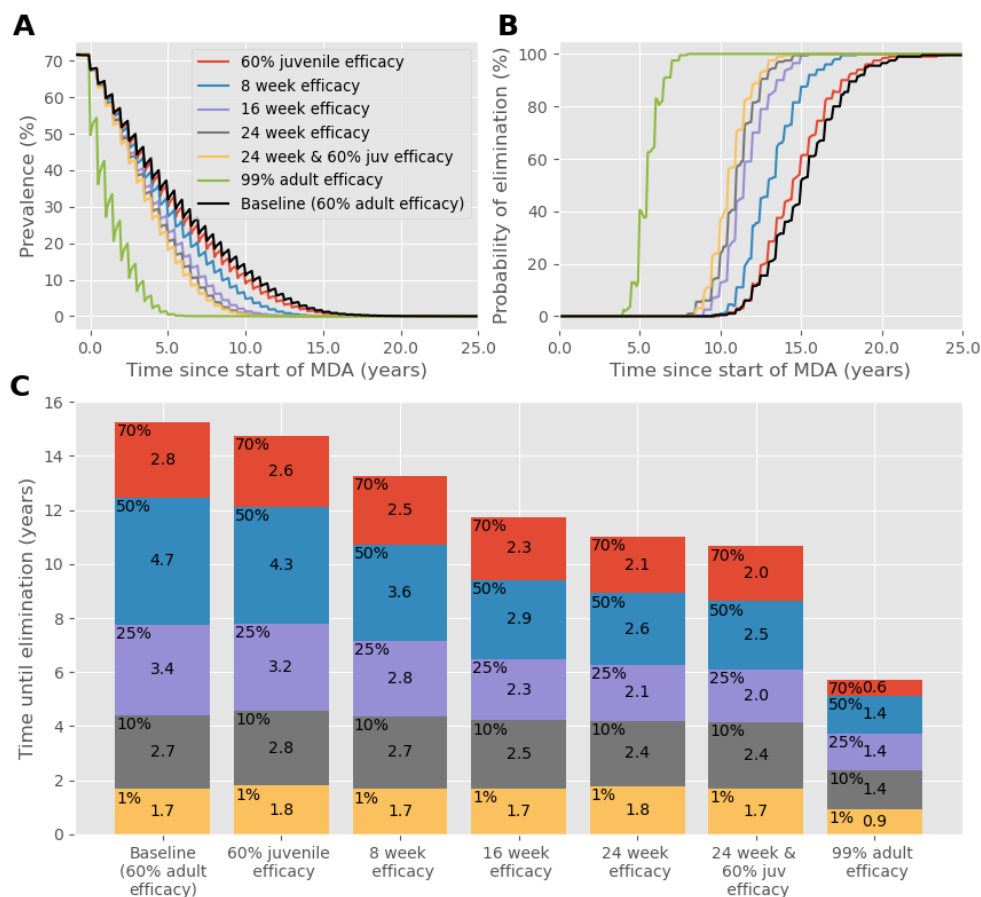 A
B
70
60
50
40
30
20
10
0
Prevalence (%)
60% juvenile efficacy
8 week efficacy
16 week efficacy
24 week efficacy
24 week & 60% juv efficacy
99% adult efficacy
Baseline (60% adult efficacy)
0.0 5.0 10.0 15.0 20.0 25.0
Time since start of MDA (years)
100
80
60
40
20
0
Probability of elimination (%)
0.0 5.0 10.0 15.0 20.0 25.0
Time since start of MDA (years)
C
16
14
12
10
8
6
4
2
0
Time until elimination (years)
70%
2.8
50%
4.7
25%
3.4
10%
2.7
1%
1.7
70%
2.6
50%
4.3
25%
3.2
10%
2.8
1%
1.8
70%
2.5
50%
3.6
25%
2.8
10%
2.7
1%
1.7
70%
2.3
50%
2.9
25%
2.3
10%
2.5
1%
1.7
70%
2.1
50%
2.6
25%
2.1
10%
2.4
1%
1.8
70%
2.0
50%
2.5
25%
2.0
10%
2.4
1%
1.7
70% 0.6
50% 1.4
25% 1.4
10% 1.4
1% 0.9
Baseline
(60% adult
efficacy)
60% juvenile
efficacy
8 week
efficacy
16 week
efficacy
24 week
efficacy
24 week &
60% juv
efficacy
99% adult
efficacy